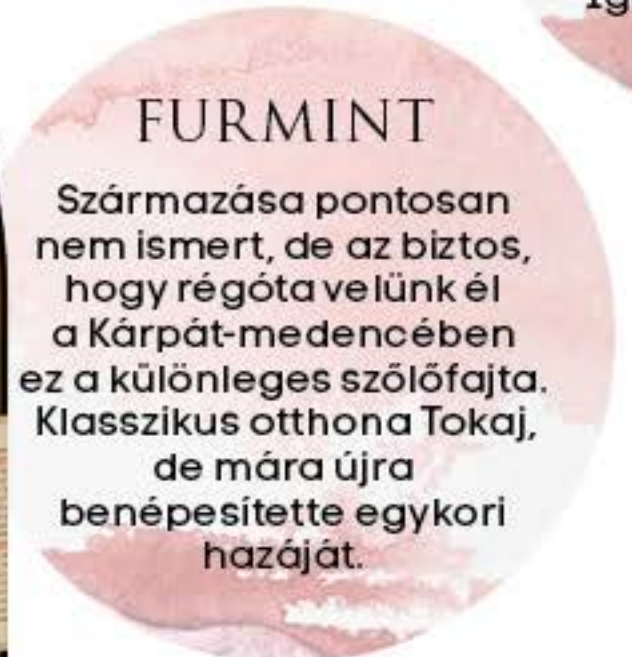 FURMINT
Származása pontosan
nem ismert, de az biztos,
hogy régóta velünk él
a Kárpát-medencében
ez a különleges szőlőfajta.
Klasszikus otthona Tokaj,
de mára újra
benépesítette egykori
hazáját.